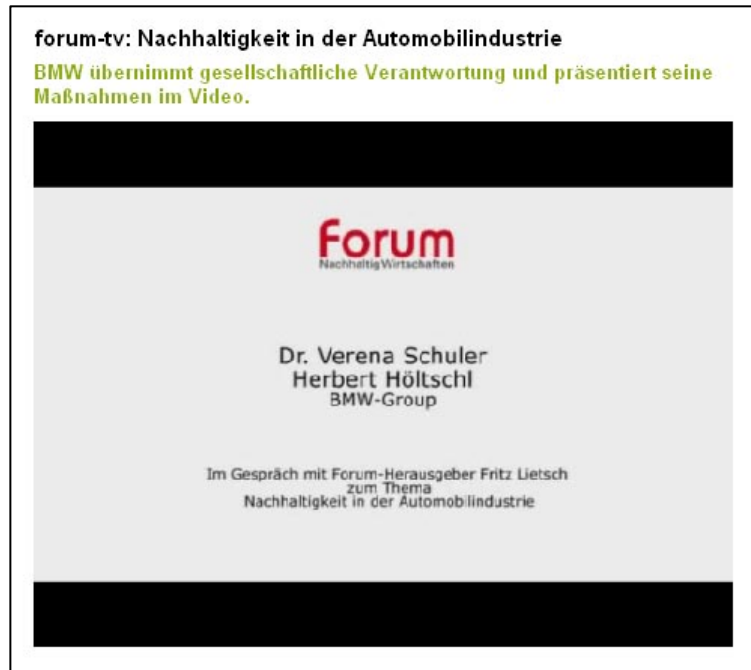 forum-tv: Nachhaltigkeit in der Automobilindustrie
BMW übernimmt gesellschaftliche Verantwortung und präsentiert seine
Maßnahmen im Video.
Forum
Nachhaltig Wirtschaften
Dr. Verena Schuler
Herbert Höltschl
BMW-Group
Im Gespräch mit Forum-Herausgeber Fritz Lietsch
zum Thema
Nachhaltigkeit in der Automobilindustrie